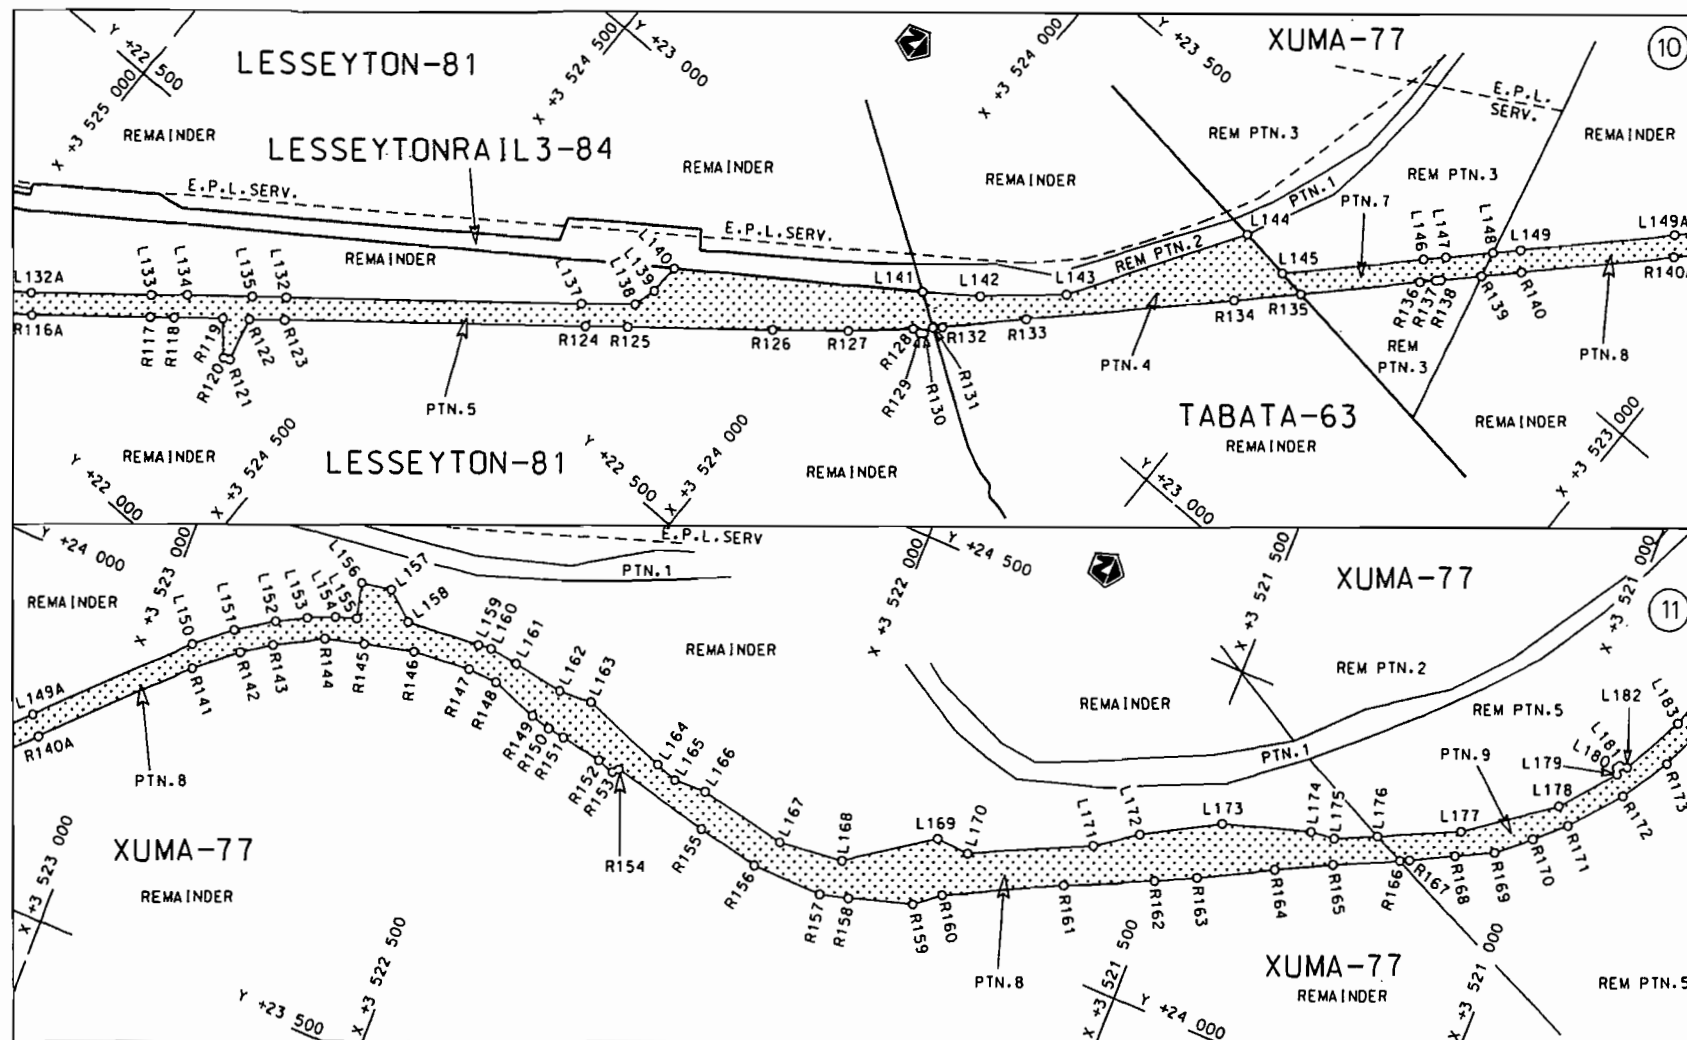 Y +22 500
X +3 525 000
LESSEYTON-81
X +3 524 500
Y +23 000
N
X +3 524 000
Y +23 500
XUMA-77
10
E.P.L.
SERV.
REMAINDER
LESSEYTONRAIL3-84
REMAINDER
REMAINDER
REM PTN.3
REMAINDER
E.P.L.SERV.
E.P.L.SERV.
REM PTN.3
PTN.1
PTN.7
REM PTN.2
REMAINDER
L132A
L133
L134
L135
L132
L137
L138
L139
L140
L141
L142
L143
L144
L145
L146
L147
L148
L149
L149A
R116A
R117
R118
R119
R120
R121
R122
R123
R124
R125
R126
R127
R128
R129
R130
R131
R132
R133
R134
R135
R136
R137
R138
R139
R140
R140A
PTN.5
PTN.4
REM
PTN.3
PTN.8
REMAINDER
LESSEYTON-81
REMAINDER
TABATA-63
REMAINDER
REMAINDER
Y +22 000
X +3 524 500
Y +22 500
X +3 524 000
Y +23 000
X +3 523 000
Y +24 000
X +3 523 000
E.P.L.SERV
PTN.1
X +3 522 000
Y +24 500
N
X +3 521 500
XUMA-77
X +3 521 000
11
REMAINDER
REMAINDER
REMAINDER
REM PTN.2
REM PTN.5
PTN.1
PTN.9
L149A
L150
L151
L152
L153
L154
L155
L156
L157
L158
L159
L160
L161
L162
L163
L164
L165
L166
L167
L168
L169
L170
L171
L172
L173
L174
L175
L176
L177
L178
L179
L180
L181
L182
L183
R140A
R141
R142
R143
R144
R145
R146
R147
R148
R149
R150
R151
R152
R153
R154
R155
R156
R157
R158
R159
R160
R161
R162
R163
R164
R165
R166
R167
R168
R169
R170
R171
R172
R173
PTN.8
PTN.8
XUMA-77
REMAINDER
XUMA-77
REMAINDER
REM PTN.5
X +3 523 000
Y +23 500
X +3 522 500
X +3 521 500
Y +24 000
X +3 521 000